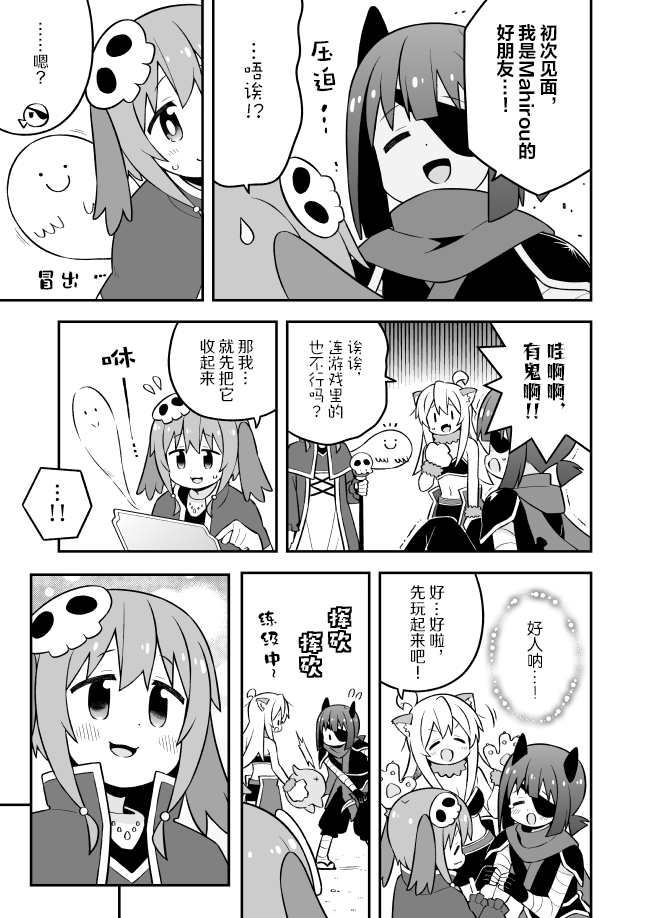 初次见面，
我是Mahirou的
好朋友…！
压迫…
…唔诶!?
……嗯？
冒出…
哇啊啊，
有鬼啊!!
诶诶，
连游戏里的
也不行吗？
那我…
就先把它
收起来
咻…
…!!
好人呐…！
好…好啦，
先玩起来吧！
挥砍
挥砍
练级中~